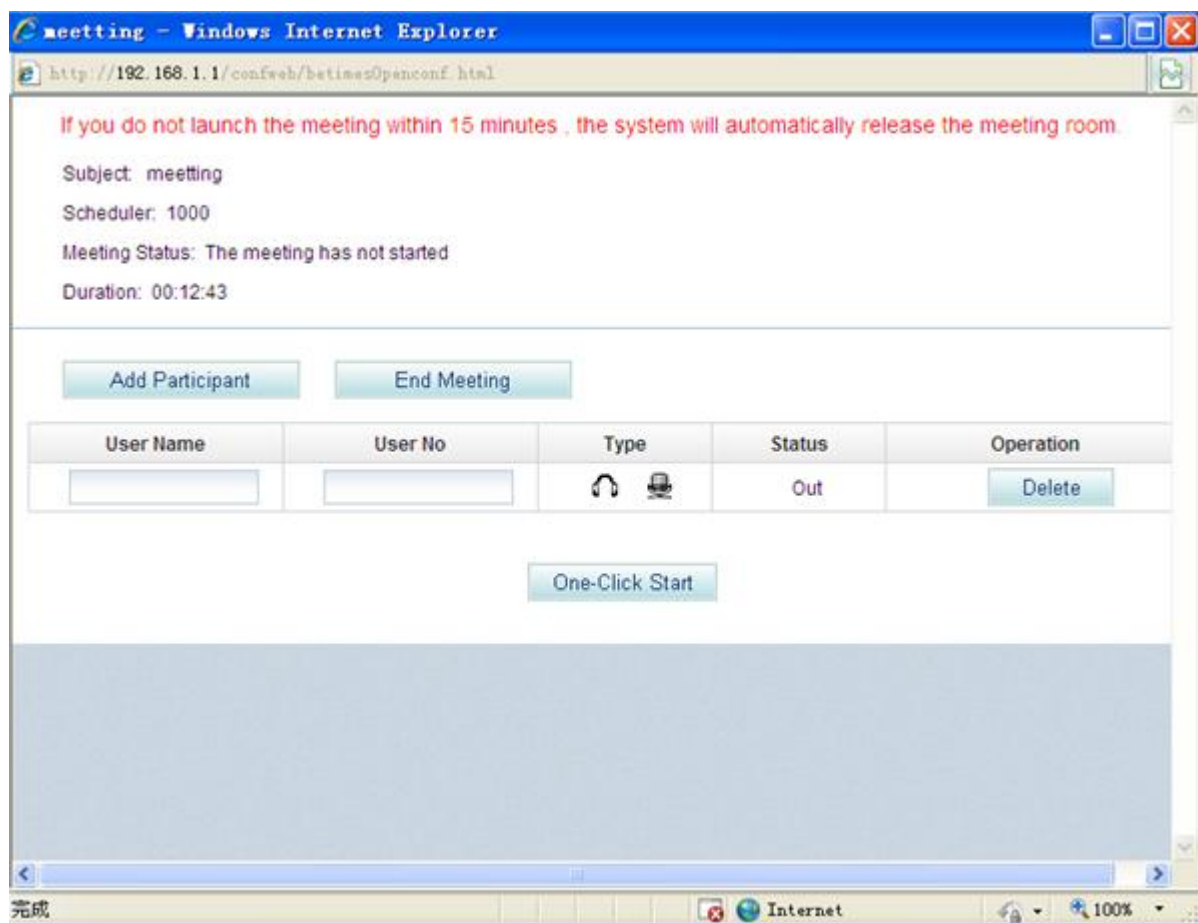 meetting - Windows Internet Explorer
http://192.168.1.1/confweb/betimesOpenconf.html
If you do not launch the meeting within 15 minutes , the system will automatically release the meeting room.
Subject: meetting
Scheduler: 1000
Meeting Status: The meeting has not started
Duration: 00:12:43
Add Participant End Meeting
User Name User No Type Status Operation
Out Delete
One-Click Start
完成 Internet 100%